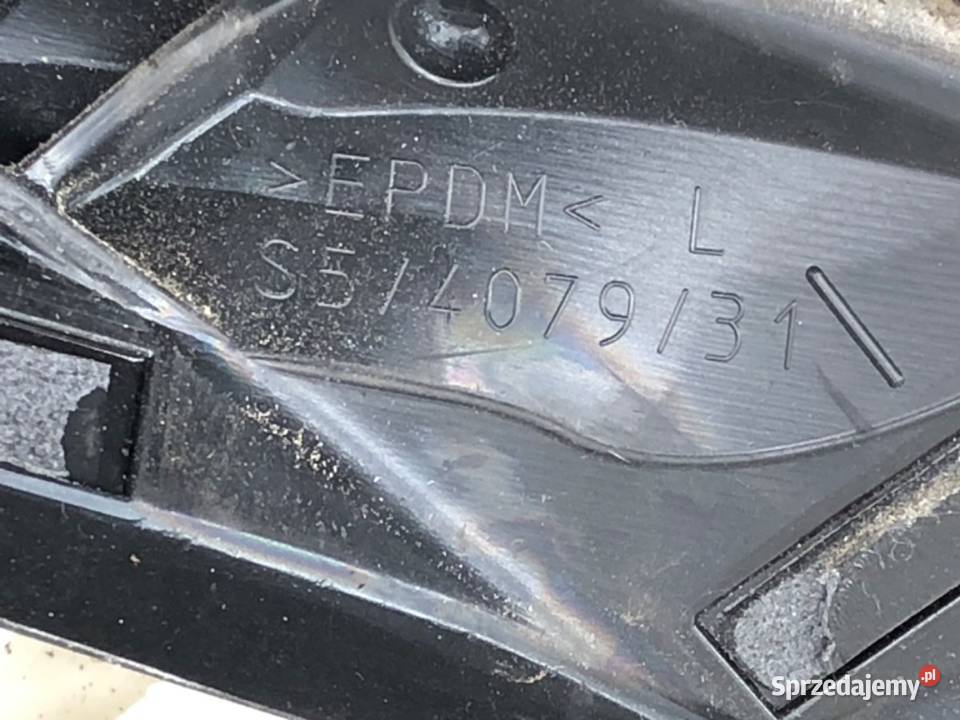 >EPDM< L
S5/4079/31
Sprzedajemy.pl